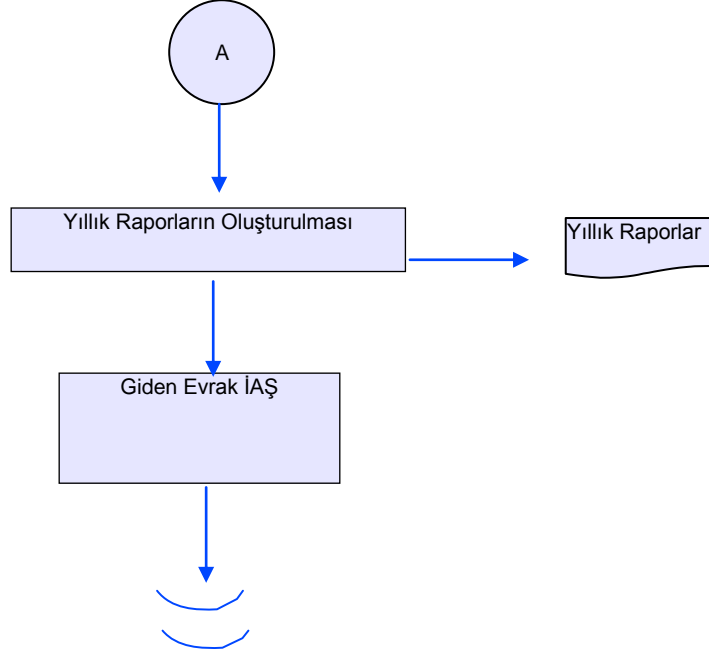 A
Yıllık Raporların Oluşturulması
Yıllık Raporlar
Giden Evrak İAŞ